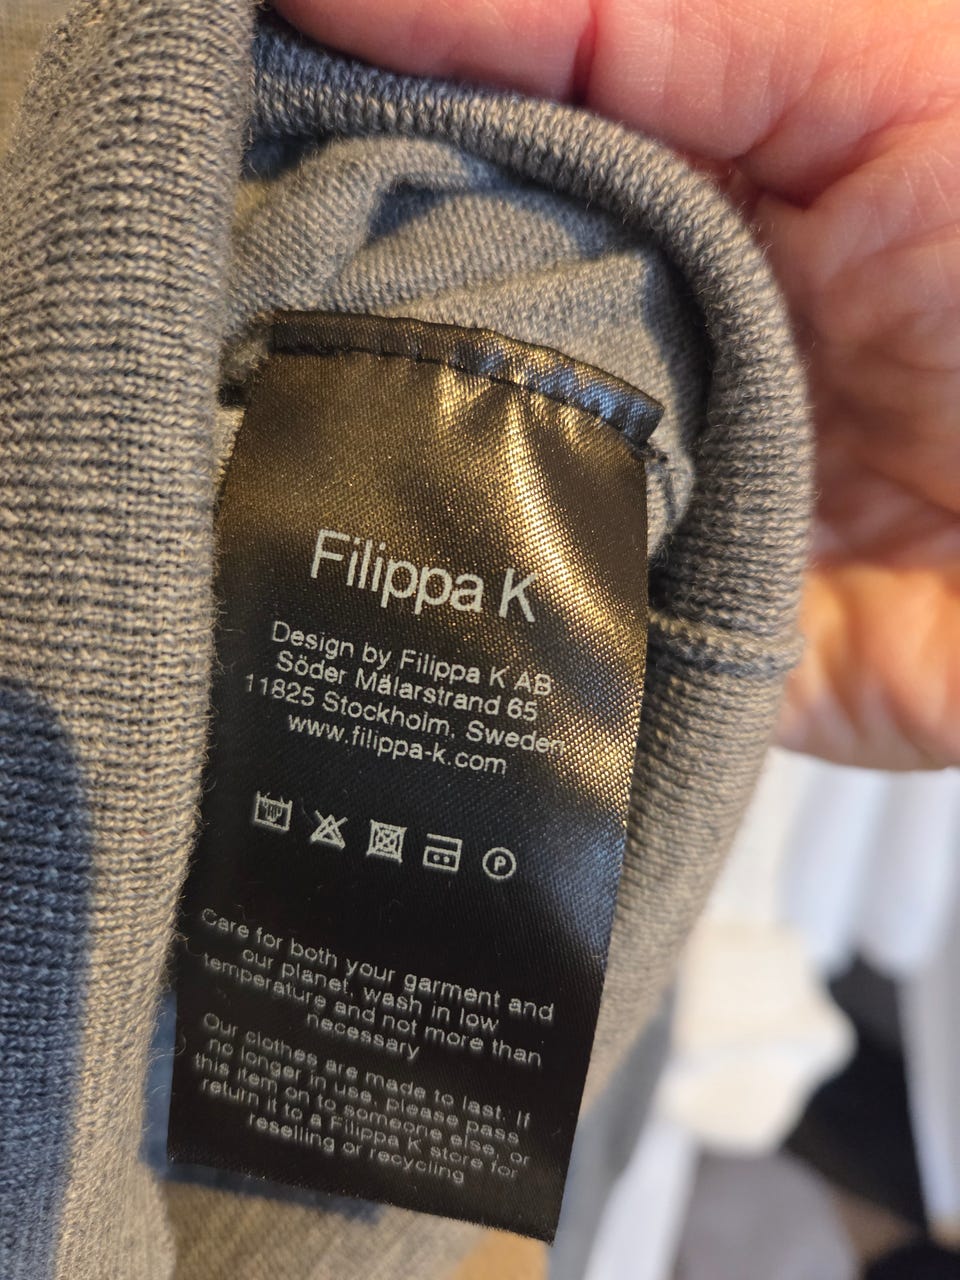 Filippa K
Design by Filippa K AB
Söder Mälarstrand 65
11825 Stockholm, Sweden
www.filippa-k.com
P
Care for both your garment and
our planet, wash in low
temperature and not more than
necessary
Our clothes are made to last. If
no longer in use, please pass
this item on to someone else, or
return it to a Filippa K store for
reselling or recycling